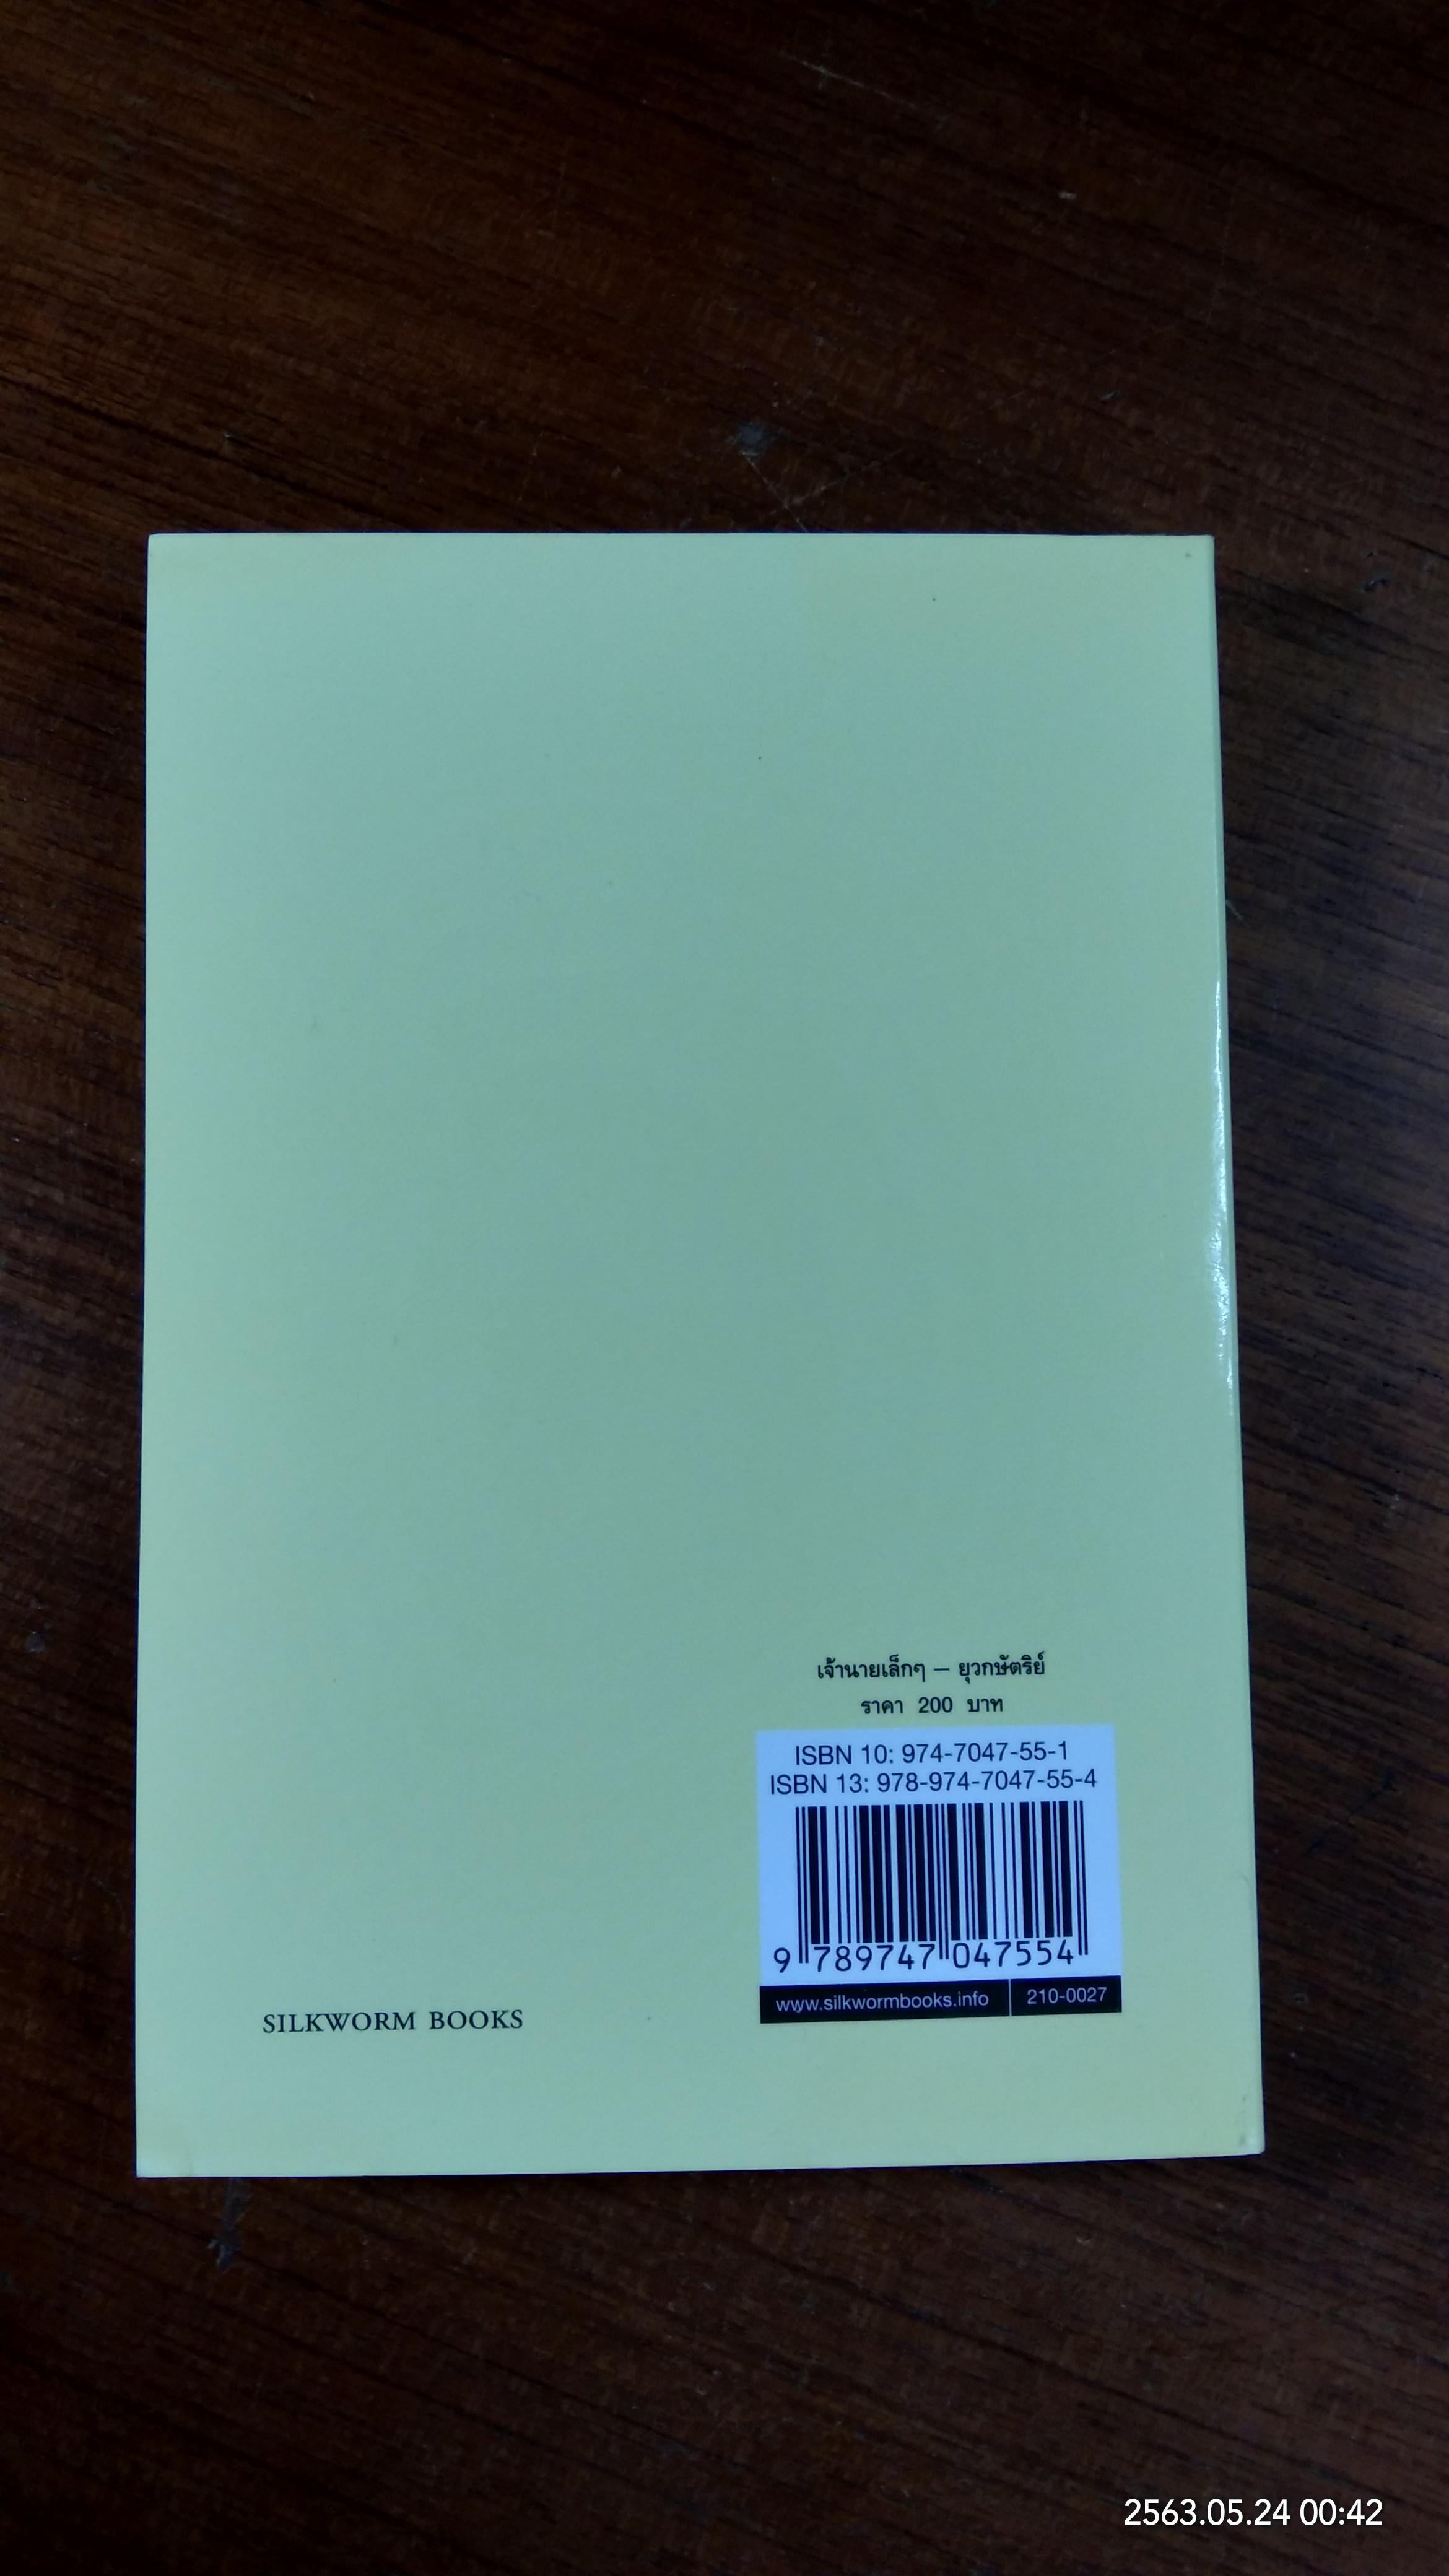 เจ้านายเล็กๆ – ยุวกษัตริย์
ราคา 200 บาท
ISBN 10: 974-7047-55-1
ISBN 13: 978-974-7047-55-4
9 789747 047554
www.silkwormbooks.info 210-0027
SILKWORM BOOKS
2563.05.24 00:42